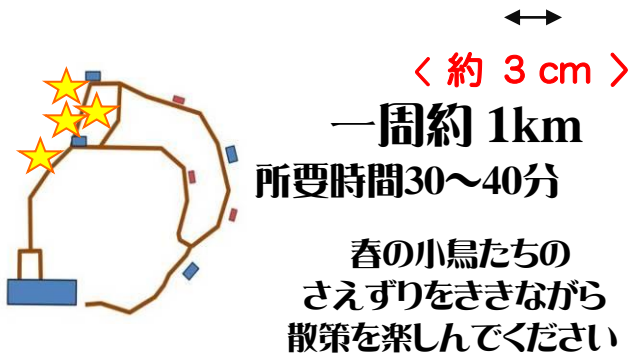 〈 約 3 cm 〉
一周約 1km
所要時間30〜40分
春の小鳥たちの
さえずりをききながら
散策を楽しんでください